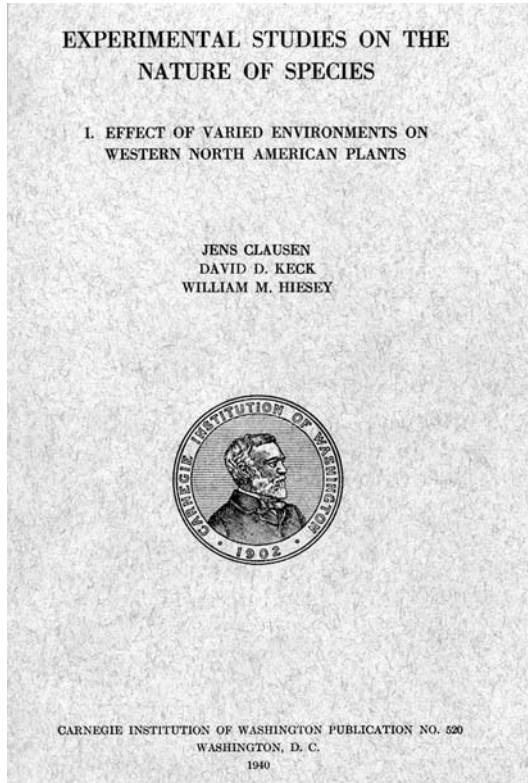 EXPERIMENTAL STUDIES ON THE
NATURE OF SPECIES
I. EFFECT OF VARIED ENVIRONMENTS ON
WESTERN NORTH AMERICAN PLANTS
JENS CLAUSEN
DAVID D. KECK
WILLIAM M. HIESEY
CARNEGIE INSTITUTION OF WASHINGTON
• 1902 •
CARNEGIE INSTITUTION OF WASHINGTON PUBLICATION NO. 520
WASHINGTON, D. C.
1940